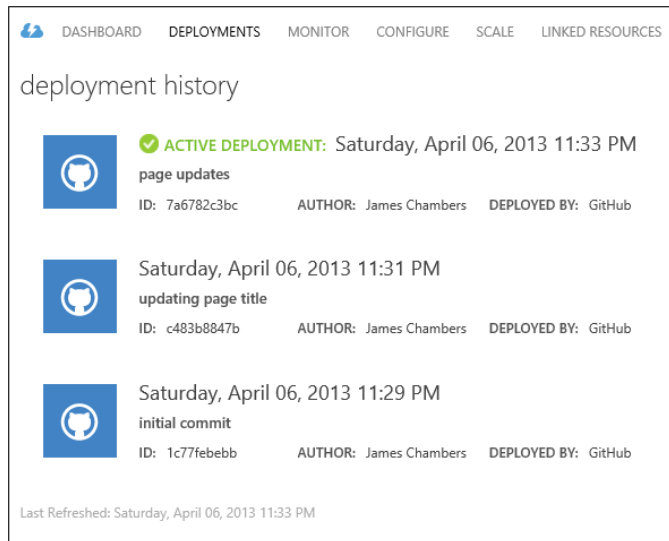 DASHBOARD DEPLOYMENTS MONITOR CONFIGURE SCALE LINKED RESOURCES
deployment history
ACTIVE DEPLOYMENT: Saturday, April 06, 2013 11:33 PM
page updates
ID: 7a6782c3bc AUTHOR: James Chambers DEPLOYED BY: GitHub
Saturday, April 06, 2013 11:31 PM
updating page title
ID: c483b8847b AUTHOR: James Chambers DEPLOYED BY: GitHub
Saturday, April 06, 2013 11:29 PM
initial commit
ID: 1c77febebb AUTHOR: James Chambers DEPLOYED BY: GitHub
Last Refreshed: Saturday, April 06, 2013 11:33 PM